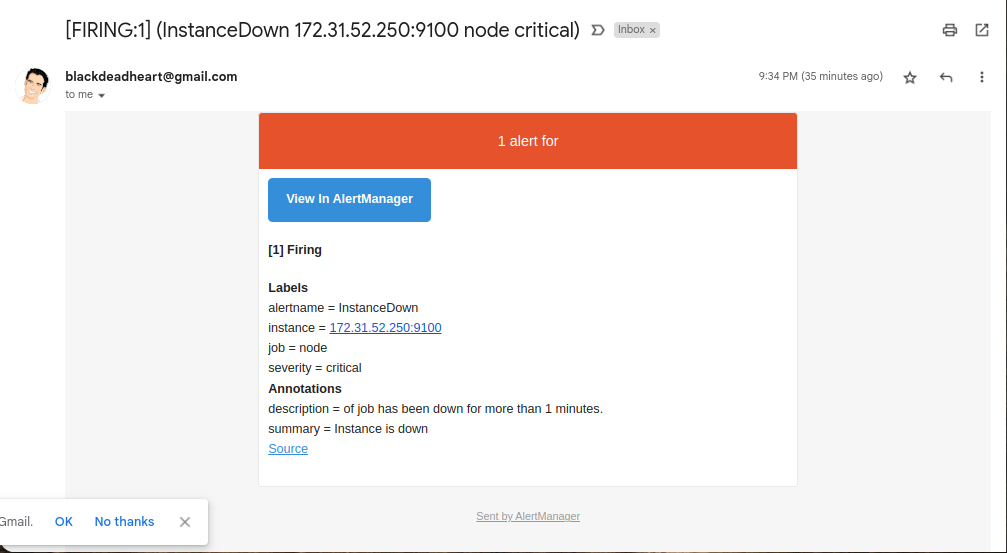 [FIRING:1] (InstanceDown 172.31.52.250:9100 node critical) Inbox ×
blackdeadheart@gmail.com 9:34 PM (35 minutes ago)
to me
1 alert for
View In AlertManager
[1] Firing
Labels
alertname = InstanceDown
instance = 172.31.52.250:9100
job = node
severity = critical
Annotations
description = of job has been down for more than 1 minutes.
summary = Instance is down
Source
Gmail. OK No thanks ×
Sent by AlertManager